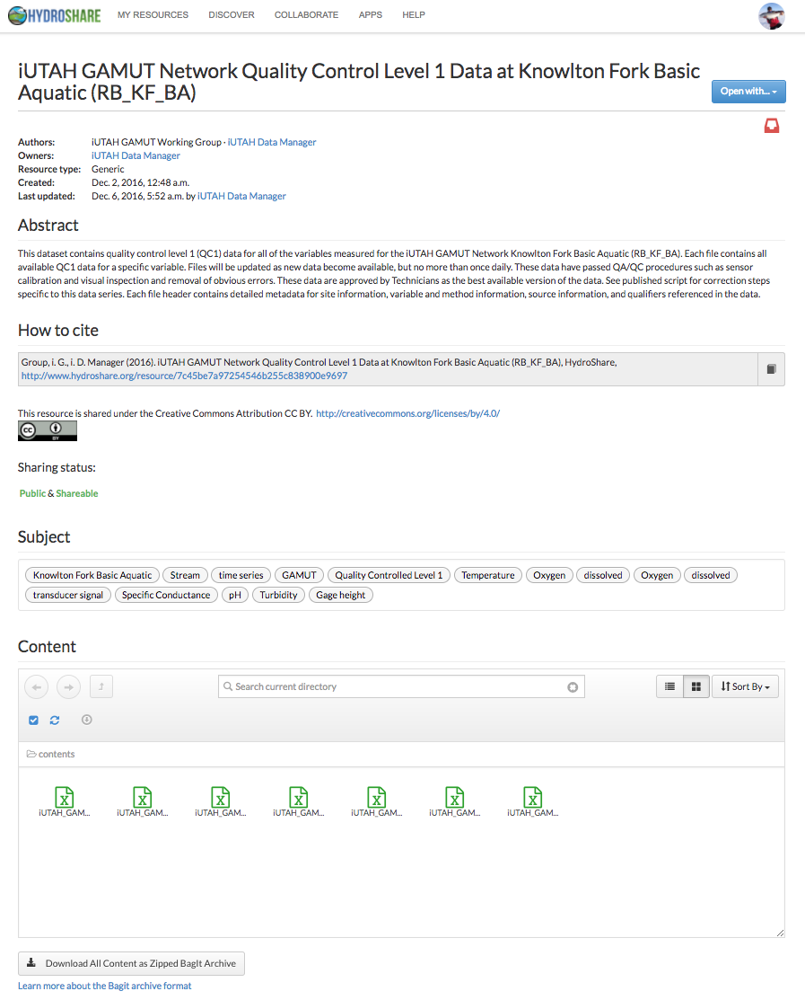 HYDROSHARE MY RESOURCES DISCOVER COLLABORATE APPS HELP
iUTAH GAMUT Network Quality Control Level 1 Data at Knowlton Fork Basic
Aquatic (RB_KF_BA)
Open with...
Authors: iUTAH GAMUT Working Group · iUTAH Data Manager
Owners: iUTAH Data Manager
Resource type: Generic
Created: Dec. 2, 2016, 12:48 a.m.
Last updated: Dec. 6, 2016, 5:52 a.m. by iUTAH Data Manager
Abstract
This dataset contains quality control level 1 (QC1) data for all of the variables measured for the iUTAH GAMUT Network Knowlton Fork Basic Aquatic (RB_KF_BA). Each file contains all
available QC1 data for a specific variable. Files will be updated as new data become available, but no more than once daily. These data have passed QA/QC procedures such as sensor
calibration and visual inspection and removal of obvious errors. These data are approved by Technicians as the best available version of the data. See published script for correction steps
specific to this data series. Each file header contains detailed metadata for site information, variable and method information, source information, and qualifiers referenced in the data.
How to cite
Group, i. G., i. D. Manager (2016). iUTAH GAMUT Network Quality Control Level 1 Data at Knowlton Fork Basic Aquatic (RB_KF_BA), HydroShare,
http://www.hydroshare.org/resource/7c45be7a97254546b255c838900e9697
This resource is shared under the Creative Commons Attribution CC BY. http://creativecommons.org/licenses/by/4.0/
cc BY
Sharing status:
Public & Shareable
Subject
Knowlton Fork Basic Aquatic Stream time series GAMUT Quality Controlled Level 1 Temperature Oxygen dissolved Oxygen dissolved
transducer signal Specific Conductance pH Turbidity Gage height
Content
Search current directory Sort By
contents
iUTAH_GAM... iUTAH_GAM... iUTAH_GAM... iUTAH_GAM... iUTAH_GAM... iUTAH_GAM... iUTAH_GAM...
Download All Content as Zipped BagIt Archive
Learn more about the Bagit archive format